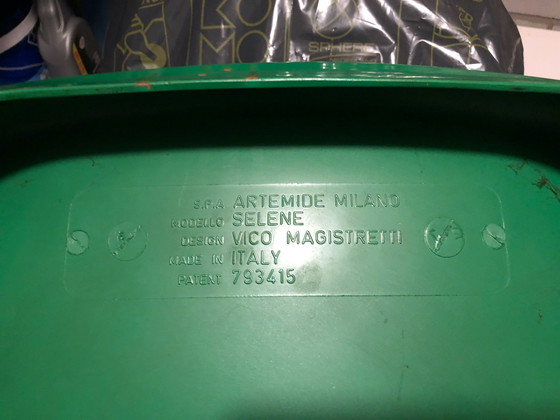 S.P.A ARTEMIDE MILANO
MODELLO SELENE
DESIGN VICO MAGISTRETTI
MADE IN ITALY
PATENT 793415